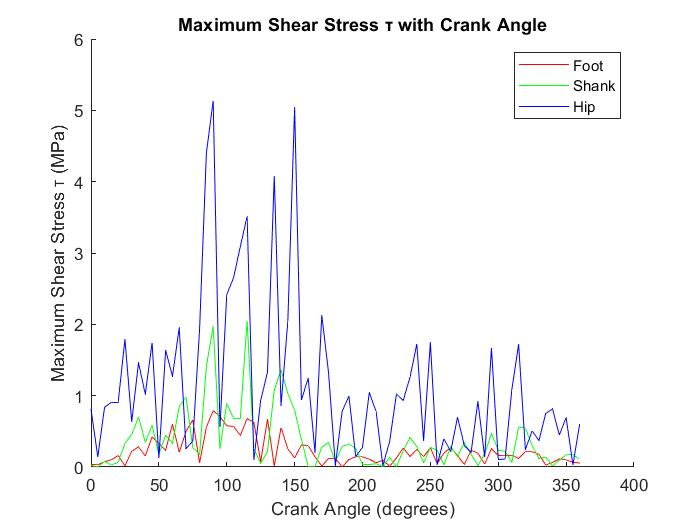 Maximum Shear Stress τ with Crank Angle
Foot
Shank
Hip
Maximum Shear Stress τ (MPa)
6
5
4
3
2
1
0
0 50 100 150 200 250 300 350 400
Crank Angle (degrees)